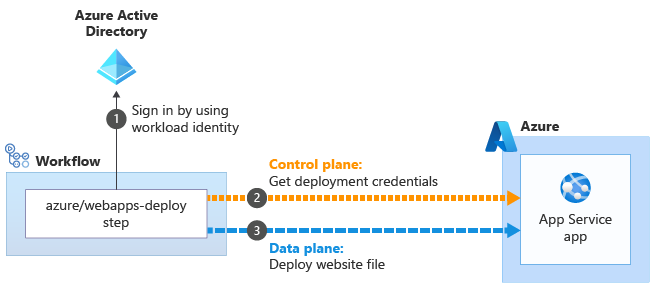 Azure Active
Directory
1
Sign in by using
workload identity
Workflow
azure/webapps-deploy
step
Control plane:
Get deployment credentials
2
3
Data plane:
Deploy website file
Azure
App Service
app